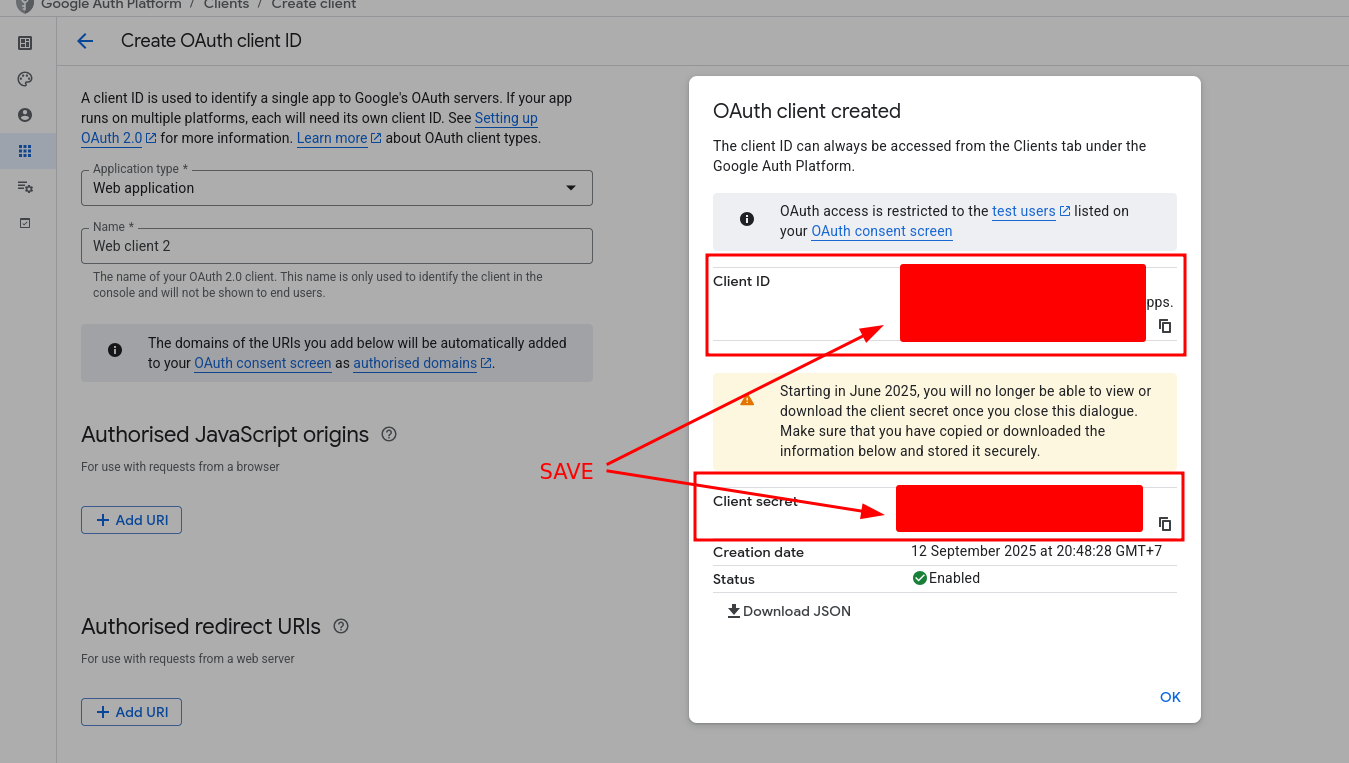 Google Auth Platform / Clients / Create client
Create OAuth client ID
A client ID is used to identify a single app to Google's OAuth servers. If your app
runs on multiple platforms, each will need its own client ID. See Setting up
OAuth 2.0 for more information. Learn more about OAuth client types.
Application type *
Web application
Name *
Web client 2
The name of your OAuth 2.0 client. This name is only used to identify the client in the
console and will not be shown to end users.
The domains of the URIs you add below will be automatically added
to your OAuth consent screen as authorised domains.
Authorised JavaScript origins
For use with requests from a browser
Add URI
Authorised redirect URIs
For use with requests from a web server
Add URI
SAVE
OAuth client created
The client ID can always be accessed from the Clients tab under the
Google Auth Platform.
OAuth access is restricted to the test users listed on
your OAuth consent screen
Client ID
pps.
Starting in June 2025, you will no longer be able to view or
download the client secret once you close this dialogue.
Make sure that you have copied or downloaded the
information below and stored it securely.
Client secret
Creation date 12 September 2025 at 20:48:28 GMT+7
Status Enabled
Download JSON
OK